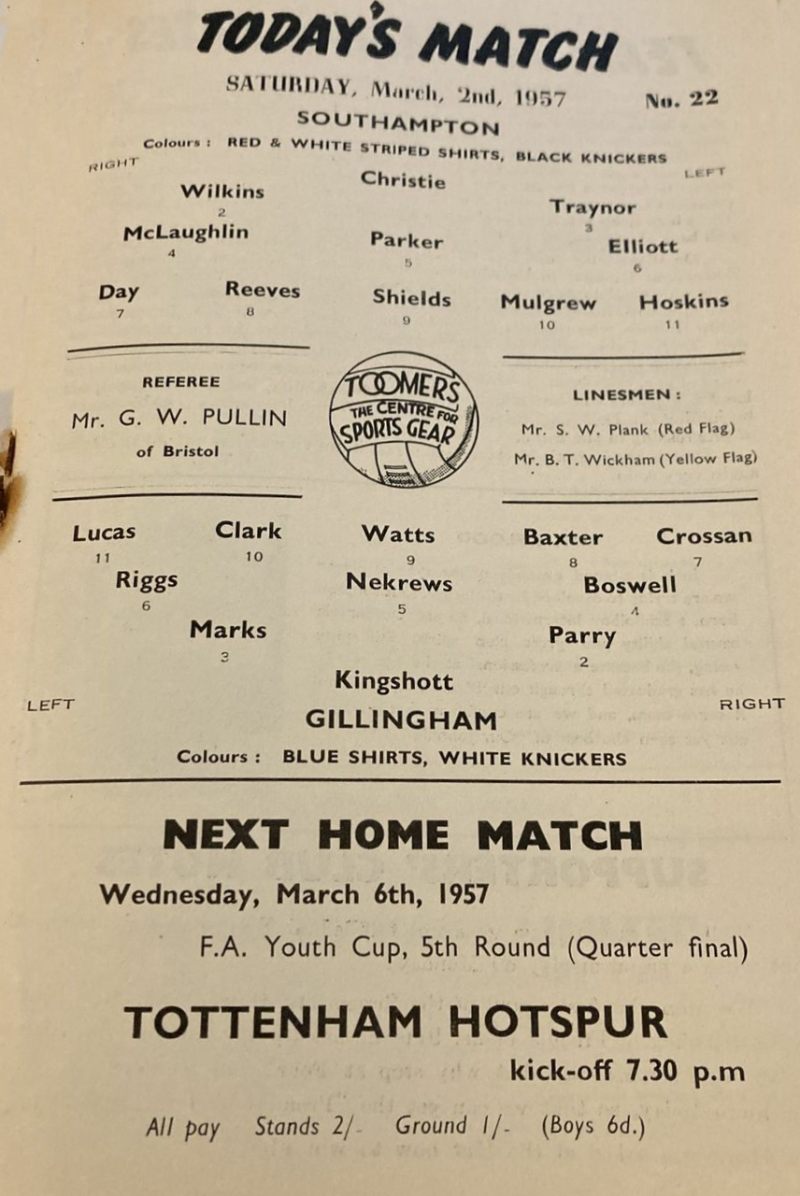 TODAY'S MATCH
SATURDAY, March, 2nd, 1957 No. 22
SOUTHAMPTON
Colours : RED & WHITE STRIPED SHIRTS, BLACK KNICKERS
RIGHT LEFT
Christie
Wilkins Traynor
2 3
McLaughlin Parker Elliott
4 5 6
Day Reeves Shields Mulgrew Hoskins
7 8 9 10 11
REFEREE
Mr. G. W. PULLIN
of Bristol
TOOMERS
THE CENTRE FOR
SPORTS GEAR
LINESMEN :
Mr. S. W. Plank (Red Flag)
Mr. B. T. Wickham (Yellow Flag)
Lucas Clark Watts Baxter Crossan
11 10 9 8 7
Riggs Nekrews Boswell
6 5 4
Marks Parry
3 2
Kingshott
LEFT RIGHT
GILLINGHAM
Colours : BLUE SHIRTS, WHITE KNICKERS
NEXT HOME MATCH
Wednesday, March 6th, 1957
F.A. Youth Cup, 5th Round (Quarter final)
TOTTENHAM HOTSPUR
kick-off 7.30 p.m
All pay Stands 2/- Ground 1/- (Boys 6d.)